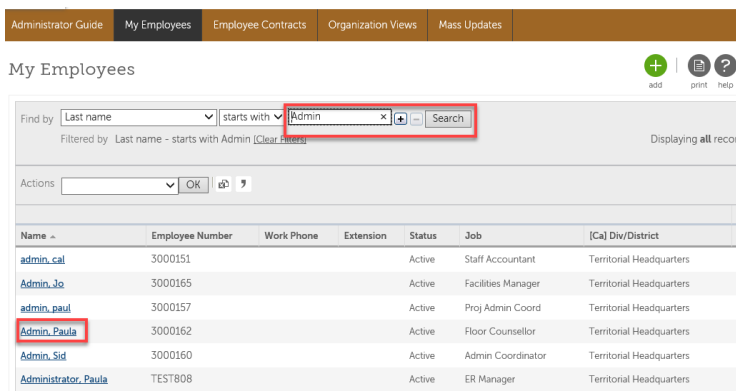 Administrator Guide My Employees Employee Contracts Organization Views Mass Updates
My Employees
add print help
Find by Last name starts with Admin × + − Search
Filtered by Last name - starts with Admin [Clear Filters] Displaying all recor
Actions OK
Name Employee Number Work Phone Extension Status Job [Ca] Div/District
admin, cal 3000151 Active Staff Accountant Territorial Headquarters
Admin, Jo 3000165 Active Facilities Manager Territorial Headquarters
admin, paul 3000157 Active Proj Admin Coord Territorial Headquarters
Admin, Paula 3000162 Active Floor Counsellor Territorial Headquarters
Admin, Sid 3000160 Active Admin Coordinator Territorial Headquarters
Administrator, Paula TEST808 Active ER Manager Territorial Headquarters